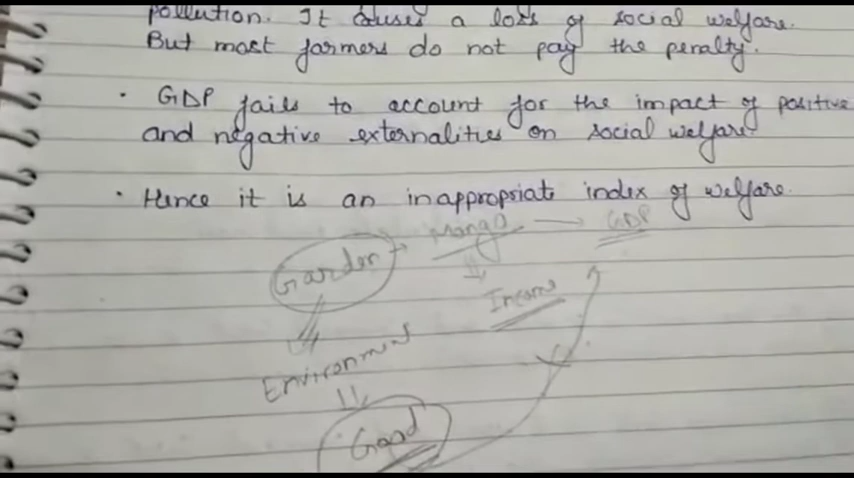 pollution. It causes a loss of social welfare.
But most farmers do not pay the penalty.
• GDP fails to account for the impact of positive
and negative externalities on social welfare
• Hence it is an inappropriate index of welfare.
Garden → Mango — GDP
Income
Environment
Good